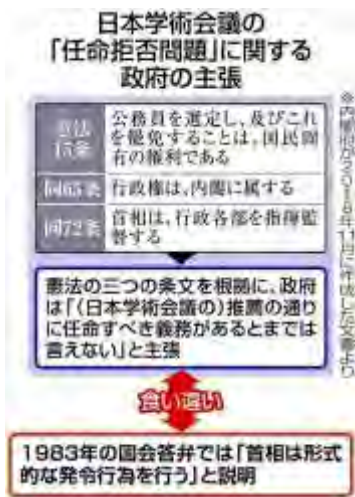 日本学術会議の
「任命拒否問題」に関する
政府の主張
憲法
15条
公務員を選定し、及びこれ
を罷免することは、国民固
有の権利である
同65条
行政権は、内閣に属する
同72条
首相は、行政各部を指揮監
督する
※内閣府が2018年11月に作成した文書より
憲法の三つの条文を根拠に、政府
は「(日本学術会議の)推薦の通り
に任命すべき義務があるとまでは
言えない」と主張
食い違い
1983年の国会答弁では「首相は形式
的な発令行為を行う」と説明